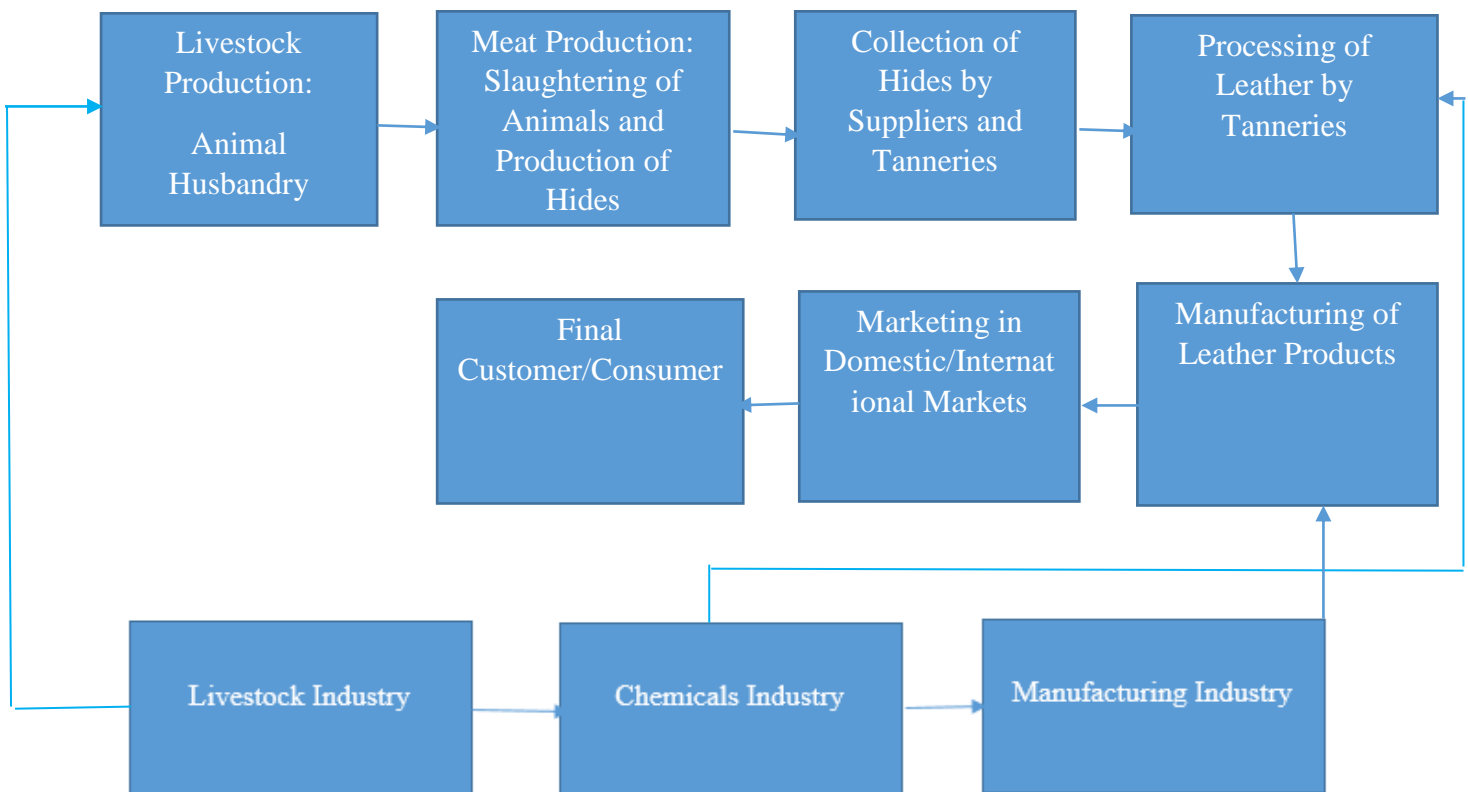 Livestock
Production:
Animal
Husbandry
Meat Production:
Slaughtering of
Animals and
Production of
Hides
Collection of
Hides by
Suppliers and
Tanneries
Processing of
Leather by
Tanneries
Final
Customer/Consumer
Marketing in
Domestic/Internat
ional Markets
Manufacturing of
Leather Products
Livestock Industry
Chemicals Industry
Manufacturing Industry